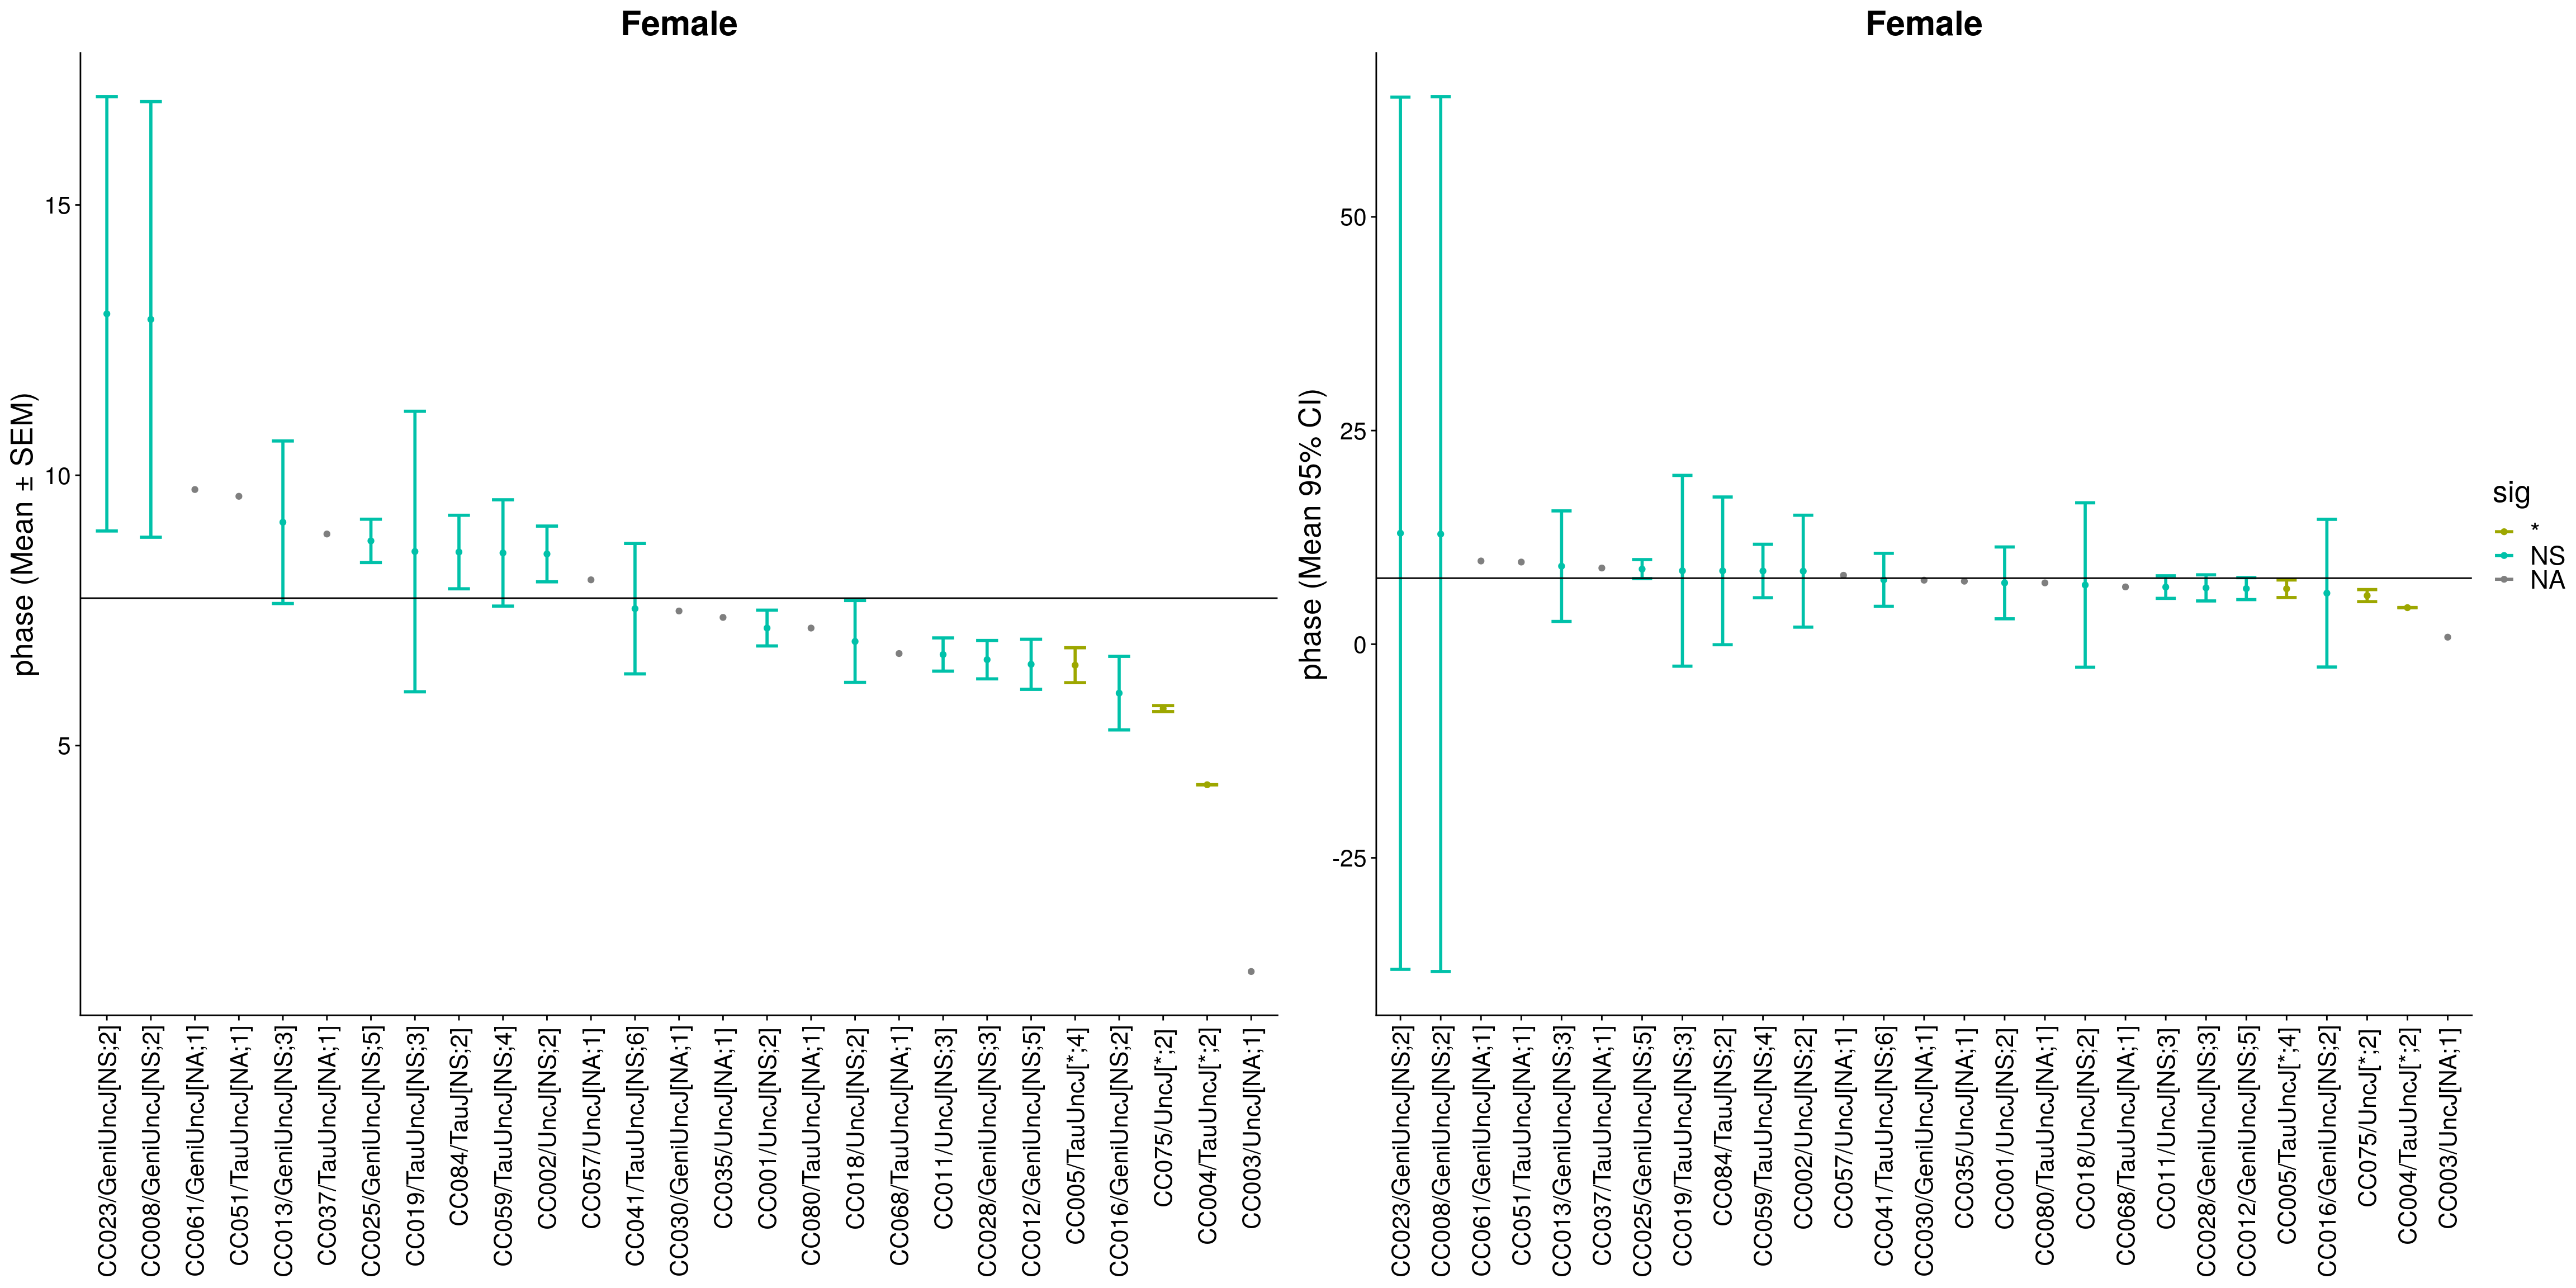 Female
phase (Mean ± SEM)
15
10
5
CC023/GeniUncJ[NS;2]
CC008/GeniUncJ[NS;2]
CC061/GeniUncJ[NA;1]
CC051/TauUncJ[NA;1]
CC013/GeniUncJ[NS;3]
CC037/TauUncJ[NA;1]
CC025/GeniUncJ[NS;5]
CC019/TauUncJ[NS;3]
CC084/TauJ[NS;2]
CC059/TauUncJ[NS;4]
CC002/UncJ[NS;2]
CC057/UncJ[NA;1]
CC041/TauUncJ[NS;6]
CC030/GeniUncJ[NA;1]
CC035/UncJ[NA;1]
CC001/UncJ[NS;2]
CC080/TauUncJ[NA;1]
CC018/UncJ[NS;2]
CC068/TauUncJ[NA;1]
CC011/UncJ[NS;3]
CC028/GeniUncJ[NS;3]
CC012/GeniUncJ[NS;5]
CC005/TauUncJ[*;4]
CC016/GeniUncJ[NS;2]
CC075/UncJ[*;2]
CC004/TauUncJ[*;2]
CC003/UncJ[NA;1]
Female
phase (Mean 95% CI)
50
25
0
-25
CC023/GeniUncJ[NS;2]
CC008/GeniUncJ[NS;2]
CC061/GeniUncJ[NA;1]
CC051/TauUncJ[NA;1]
CC013/GeniUncJ[NS;3]
CC037/TauUncJ[NA;1]
CC025/GeniUncJ[NS;5]
CC019/TauUncJ[NS;3]
CC084/TauJ[NS;2]
CC059/TauUncJ[NS;4]
CC002/UncJ[NS;2]
CC057/UncJ[NA;1]
CC041/TauUncJ[NS;6]
CC030/GeniUncJ[NA;1]
CC035/UncJ[NA;1]
CC001/UncJ[NS;2]
CC080/TauUncJ[NA;1]
CC018/UncJ[NS;2]
CC068/TauUncJ[NA;1]
CC011/UncJ[NS;3]
CC028/GeniUncJ[NS;3]
CC012/GeniUncJ[NS;5]
CC005/TauUncJ[*;4]
CC016/GeniUncJ[NS;2]
CC075/UncJ[*;2]
CC004/TauUncJ[*;2]
CC003/UncJ[NA;1]
sig
*
NS
NA